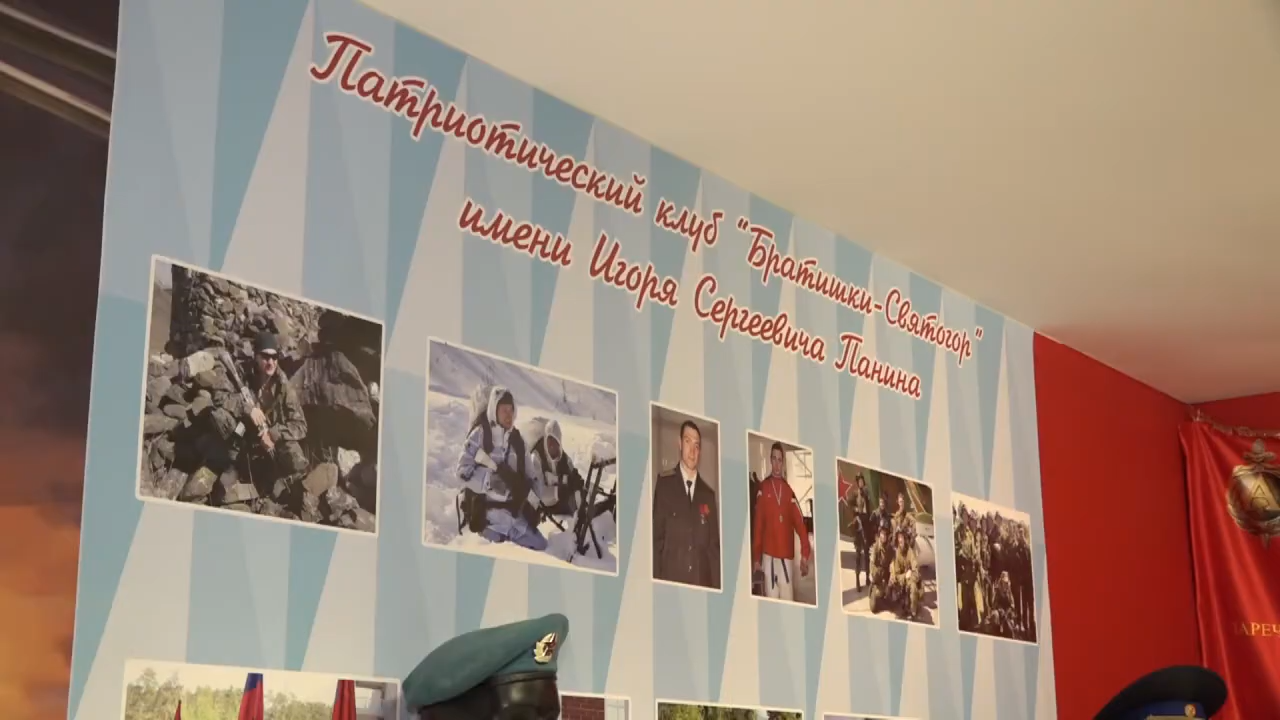 Патриотический клуб "Братишки-Святогор"
имени Игоря Сергеевича Панина